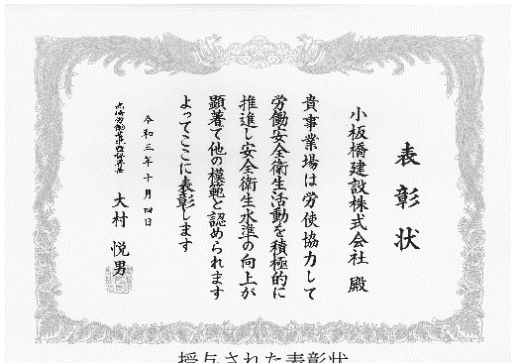 表彰状
小板橋建設株式会社 殿
貴事業場は労使協力して
労働安全衛生活動を積極的に
推進し安全衛生水準の向上が
顕著で他の模範と認められます
よってここに表彰します
令和三年十月四日
大村 悦男
授与された表彰状